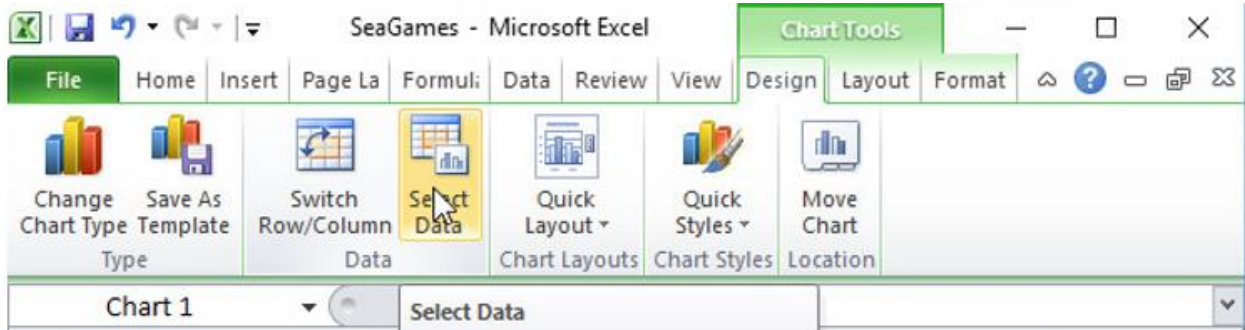 SeaGames - Microsoft Excel Chart Tools
File Home Insert Page La Formul: Data Review View Design Layout Format
Change Chart Type
Save As Template
Switch Row/Column
Select Data
Quick Layout
Quick Styles
Move Chart
Type Data Chart Layouts Chart Styles Location
Chart 1
Select Data